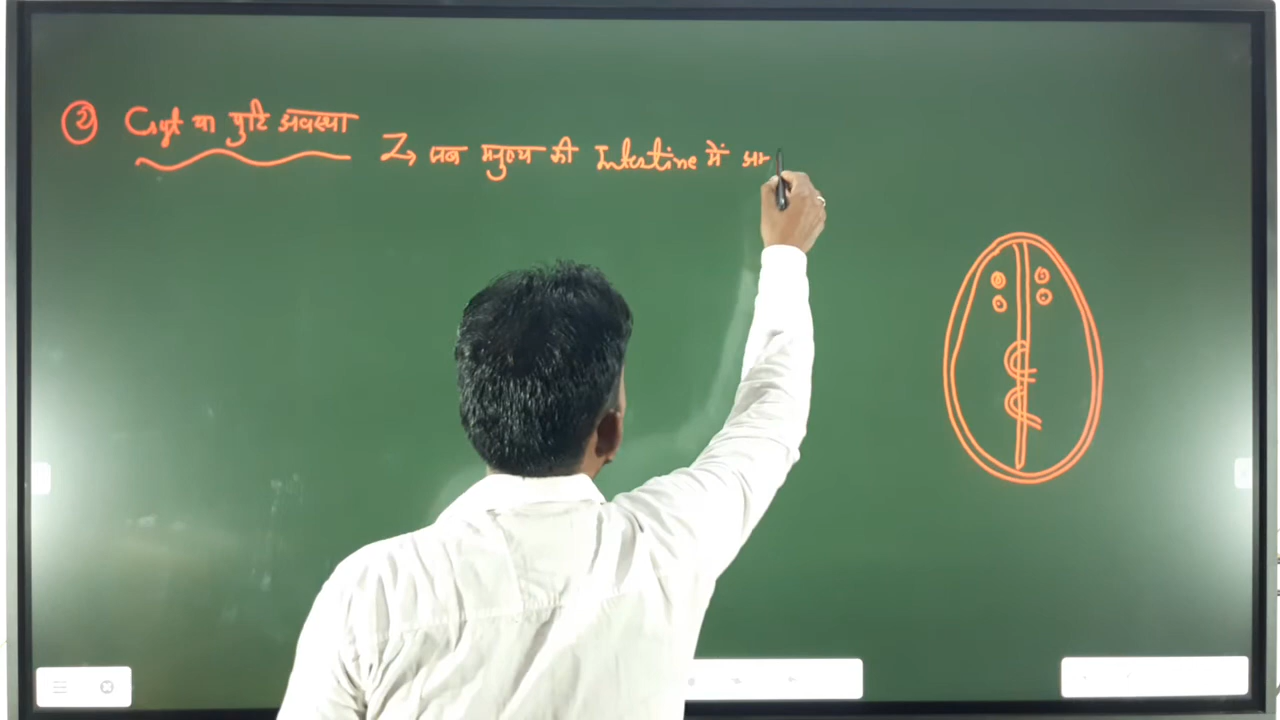 ② Cyst या पुटि अवस्था
Z→ जब मनुष्य की Intestine में आ